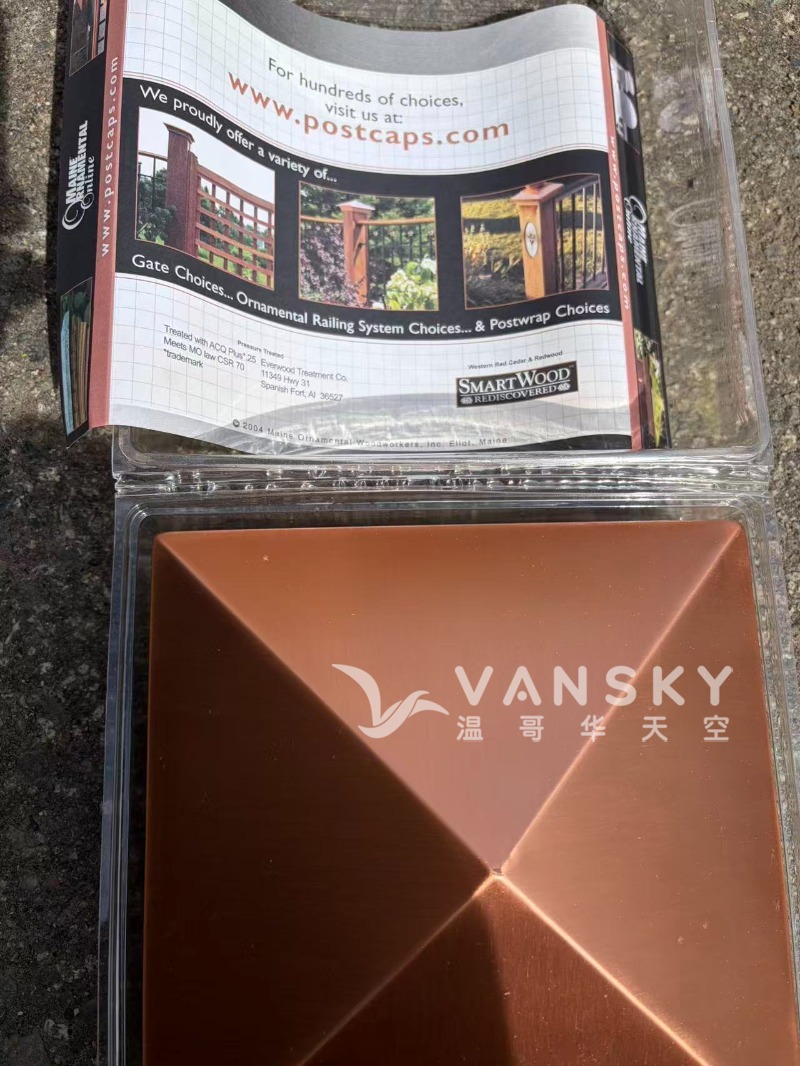 For hundreds of choices,
visit us at:
www.postcaps.com
We proudly offer a variety of...
MAINE
ORNAMENTAL
Online
www.postcaps.com
www.postcaps.com
Gate Choices... Ornamental Railing System Choices... & Postwrap Choices
Pressure Treated
Treated with ACQ Plus*.25
Meets MO law CSR 70
*trademark
Everwood Treatment Co.
11349 Hwy 31
Spanish Fort, Al 36527
Western Red Cedar & Redwood
SMARTWOOD
REDISCOVERED
© 2004 Maine Ornamental Woodworkers, Inc. Eliot, Maine
VANSKY
温哥华天空